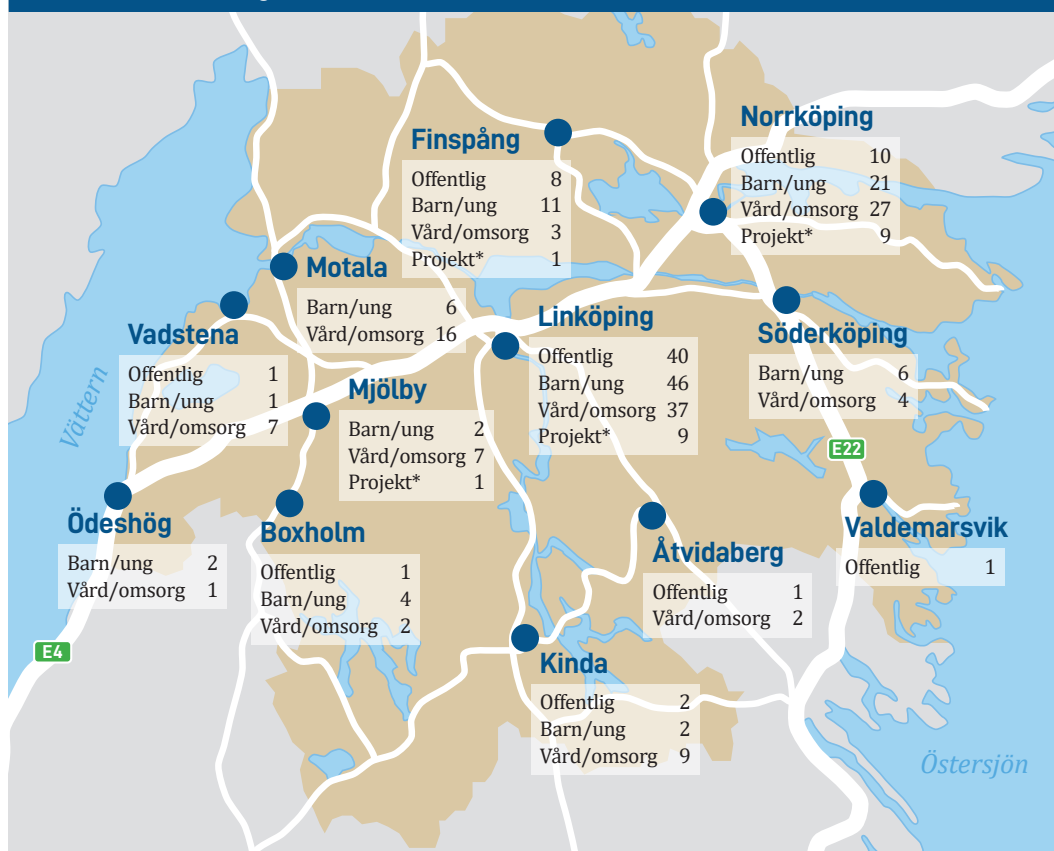 Norrköping
Offentlig 10
Barn/ung 21
Vård/omsorg 27
Projekt* 9
Finspång
Offentlig 8
Barn/ung 11
Vård/omsorg 3
Projekt* 1
Motala
Barn/ung 6
Vård/omsorg 16
Vadstena
Offentlig 1
Barn/ung 1
Vård/omsorg 7
Linköping
Offentlig 40
Barn/ung 46
Vård/omsorg 37
Projekt* 9
Söderköping
Barn/ung 6
Vård/omsorg 4
Mjölby
Barn/ung 2
Vård/omsorg 7
Projekt* 1
Vättern
E22
Ödeshög
Barn/ung 2
Vård/omsorg 1
Boxholm
Offentlig 1
Barn/ung 4
Vård/omsorg 2
Åtvidaberg
Offentlig 1
Vård/omsorg 2
Valdemarsvik
Offentlig 1
E4
Kinda
Offentlig 2
Barn/ung 2
Vård/omsorg 9
Östersjön